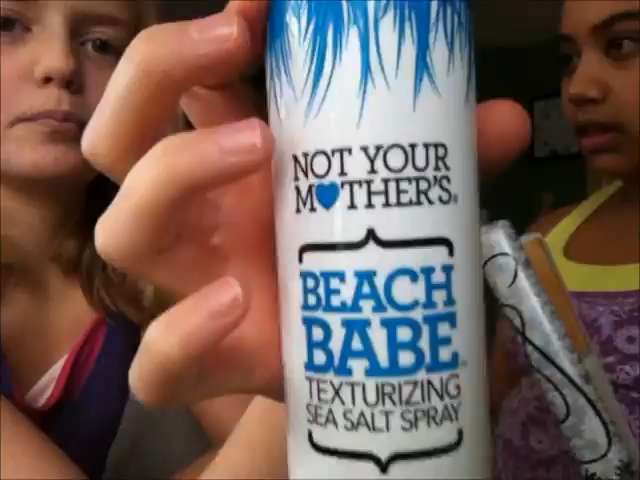 NOT YOUR
MOTHER'S
BEACH
BABE
TEXTURIZING
SEA SALT SPRAY